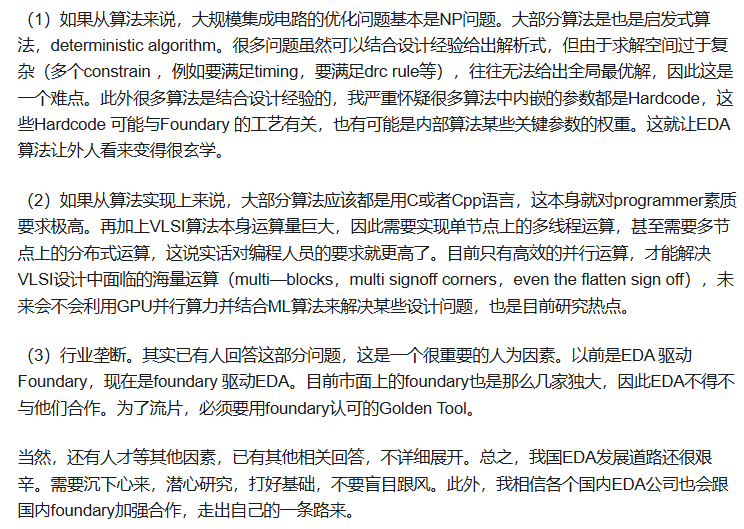 （1）如果从算法来说，大规模集成电路的优化问题基本是NP问题。大部分算法是也是启发式算
法，deterministic algorithm。很多问题虽然可以结合设计经验给出解析式，但由于求解空间过于复
杂（多个constrain ，例如要满足timing，要满足drc rule等），往往无法给出全局最优解，因此这是
一个难点。此外很多算法是结合设计经验的，我严重怀疑很多算法中内嵌的参数都是Hardcode，这
些Hardcode 可能与Foundary 的工艺有关，也有可能是内部算法某些关键参数的权重。这就让EDA
算法让外人看来变得很玄学。
（2）如果从算法实现上来说，大部分算法应该都是用C或者Cpp语言，这本身就对programmer素质
要求极高。再加上VLSI算法本身运算量巨大，因此需要实现单节点上的多线程运算，甚至需要多节
点上的分布式运算，这说实话对编程人员的要求就更高了。目前只有高效的并行运算，才能解决
VLSI设计中面临的海量运算（multi—blocks，multi signoff corners，even the flatten sign off），未
来会不会利用GPU并行算力并结合ML算法来解决某些设计问题，也是目前研究热点。
（3）行业垄断。其实已有人回答这部分问题，这是一个很重要的人为因素。以前是EDA 驱动
Foundary，现在是foundary 驱动EDA。目前市面上的foundary也是那么几家独大，因此EDA不得不
与他们合作。为了流片，必须要用foundary认可的Golden Tool。
当然，还有人才等其他因素，已有其他相关回答，不详细展开。总之，我国EDA发展道路还很艰
辛。需要沉下心来，潜心研究，打好基础，不要盲目跟风。此外，我相信各个国内EDA公司也会跟
国内foundary加强合作，走出自己的一条路来。